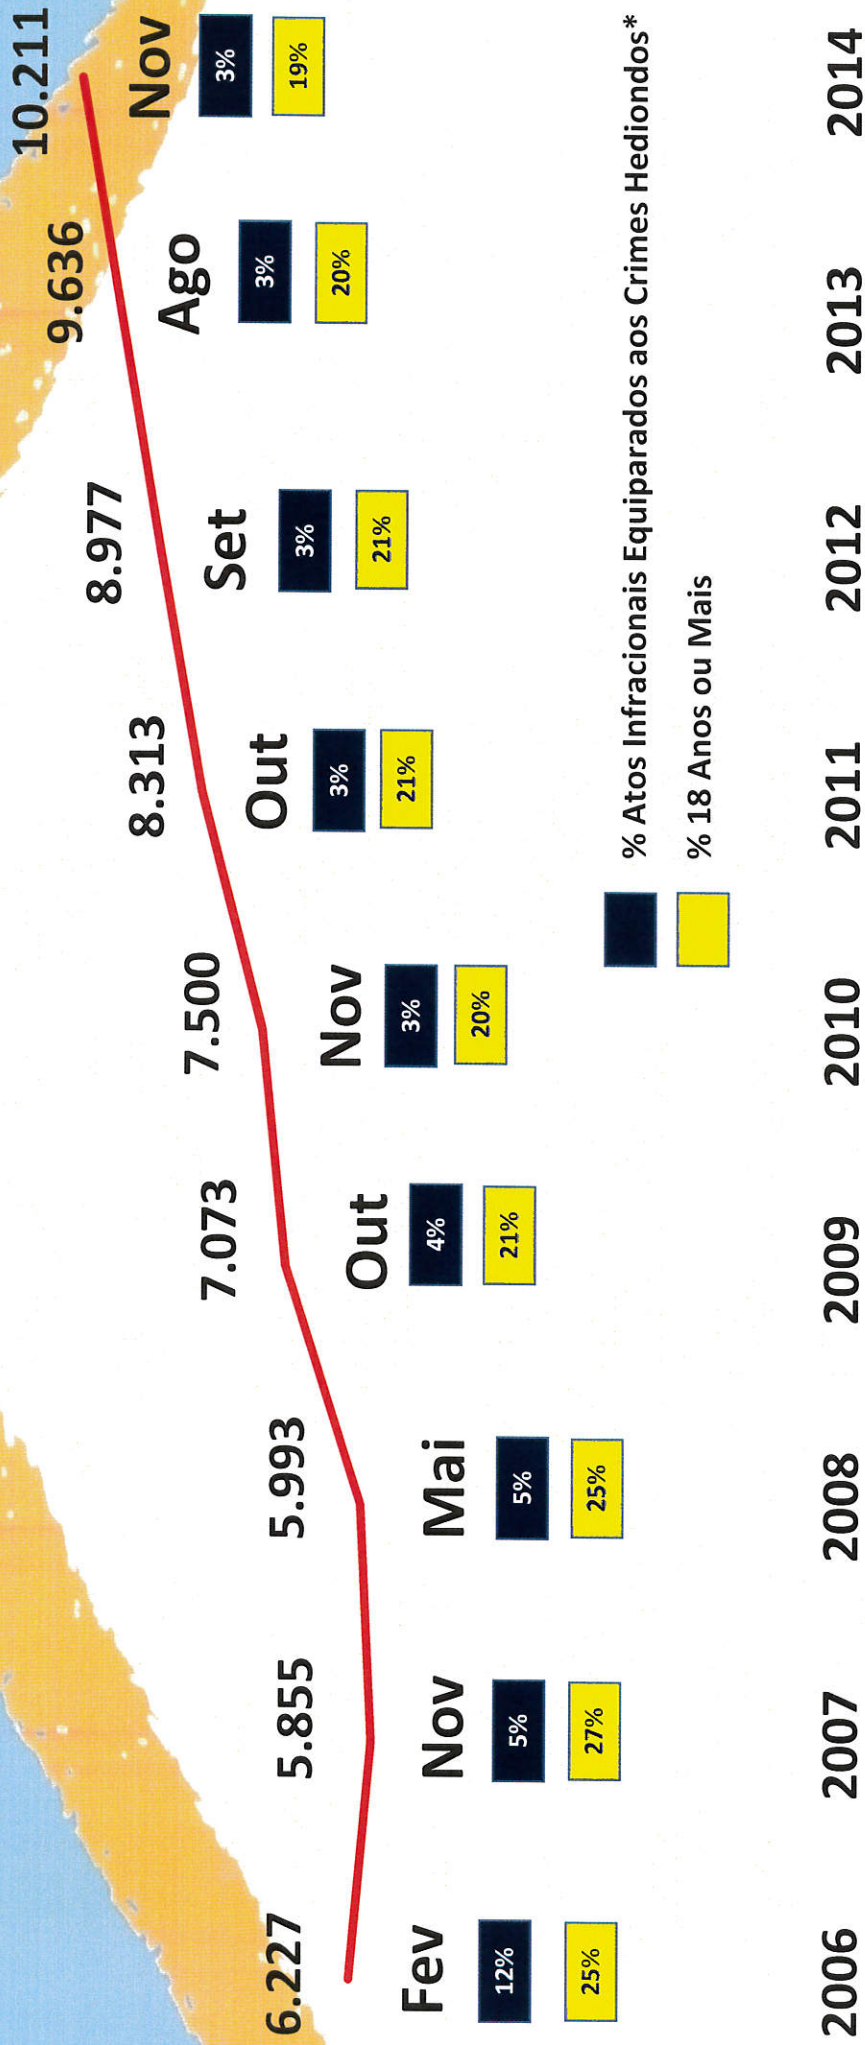 6.227 5.855 5.993 7.073 7.500 8.313 8.977 9.636 10.211
Fev Nov Mai Out Nov Out Set Ago Nov
12% 5% 5% 4% 3% 3% 3% 3% 3%
25% 27% 25% 21% 20% 21% 21% 20% 19%
% Atos Infracionais Equiparados aos Crimes Hediondos*
% 18 Anos ou Mais
2006 2007 2008 2009 2010 2011 2012 2013 2014